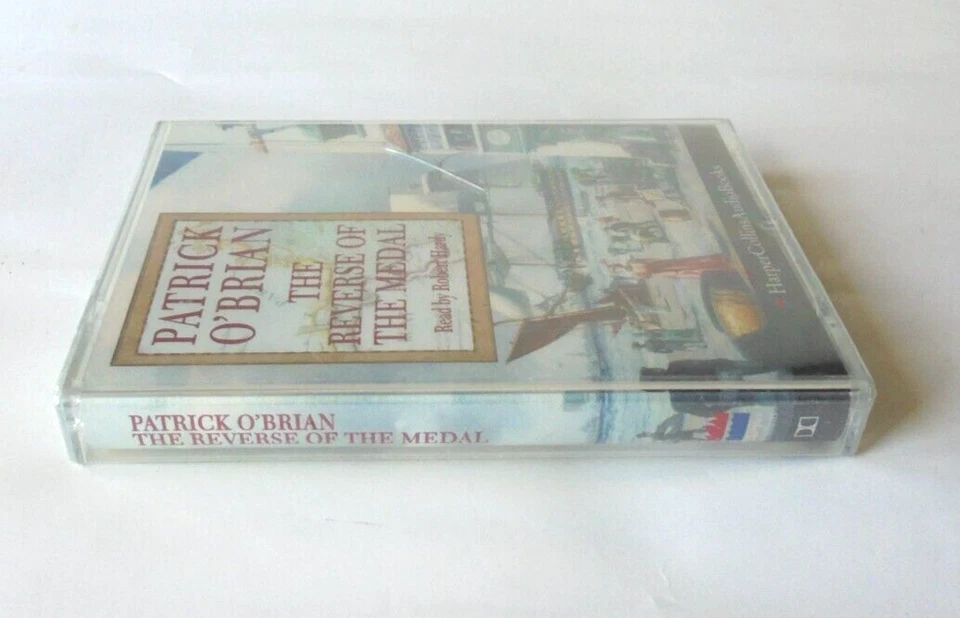 PATRICK
O'BRIAN
THE
REVERSE OF
THE MEDAL
Read by Robert Hardy
HarperCollinsAudioBooks
PATRICK O'BRIAN
THE REVERSE OF THE MEDAL